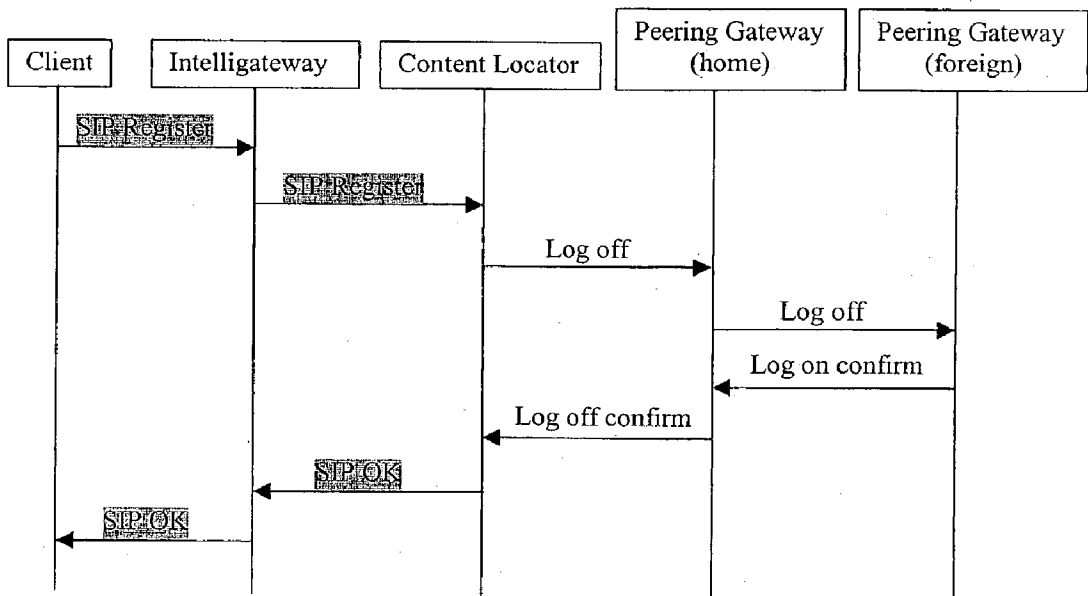 Client
Intelligateway
Content Locator
Peering Gateway
(home)
Peering Gateway
(foreign)
SIP Register
SIP Register
Log off
Log off
Log on confirm
Log off confirm
SIP OK
SIP OK